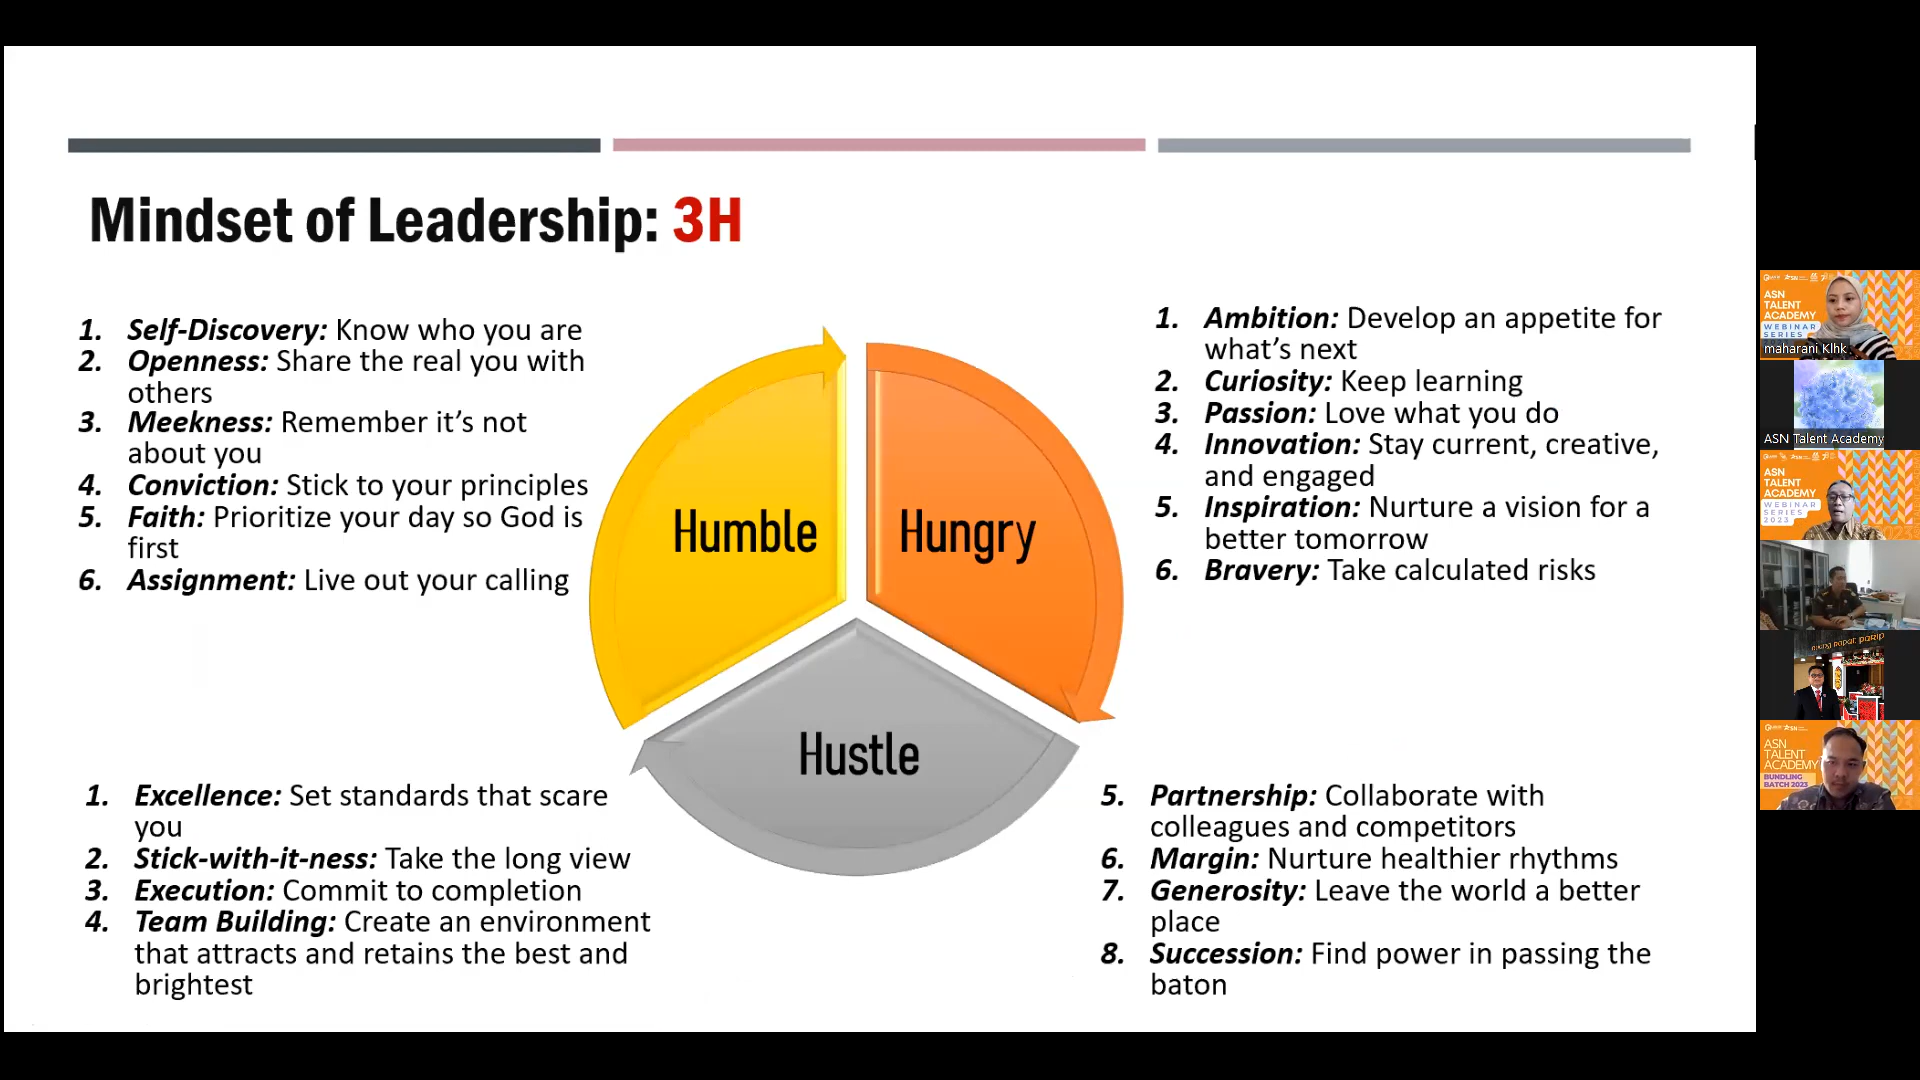 Mindset of Leadership: 3H
1. Self-Discovery: Know who you are
2. Openness: Share the real you with
others
3. Meekness: Remember it’s not
about you
4. Conviction: Stick to your principles
5. Faith: Prioritize your day so God is
first
6. Assignment: Live out your calling
Humble
Hungry
Hustle
1. Ambition: Develop an appetite for
what’s next
2. Curiosity: Keep learning
3. Passion: Love what you do
4. Innovation: Stay current, creative,
and engaged
5. Inspiration: Nurture a vision for a
better tomorrow
6. Bravery: Take calculated risks
1. Excellence: Set standards that scare
you
2. Stick-with-it-ness: Take the long view
3. Execution: Commit to completion
4. Team Building: Create an environment
that attracts and retains the best and
brightest
5. Partnership: Collaborate with
colleagues and competitors
6. Margin: Nurture healthier rhythms
7. Generosity: Leave the world a better
place
8. Succession: Find power in passing the
baton
ASN
TALENT
ACADEMY
WEBINAR
SERIES
maharani Klhk
ASN Talent Academy
ASN
TALENT
ACADEMY
WEBINAR
SERIES
2023
ASN
TALENT
ACADEMY
BUNDLING
BATCH 2023